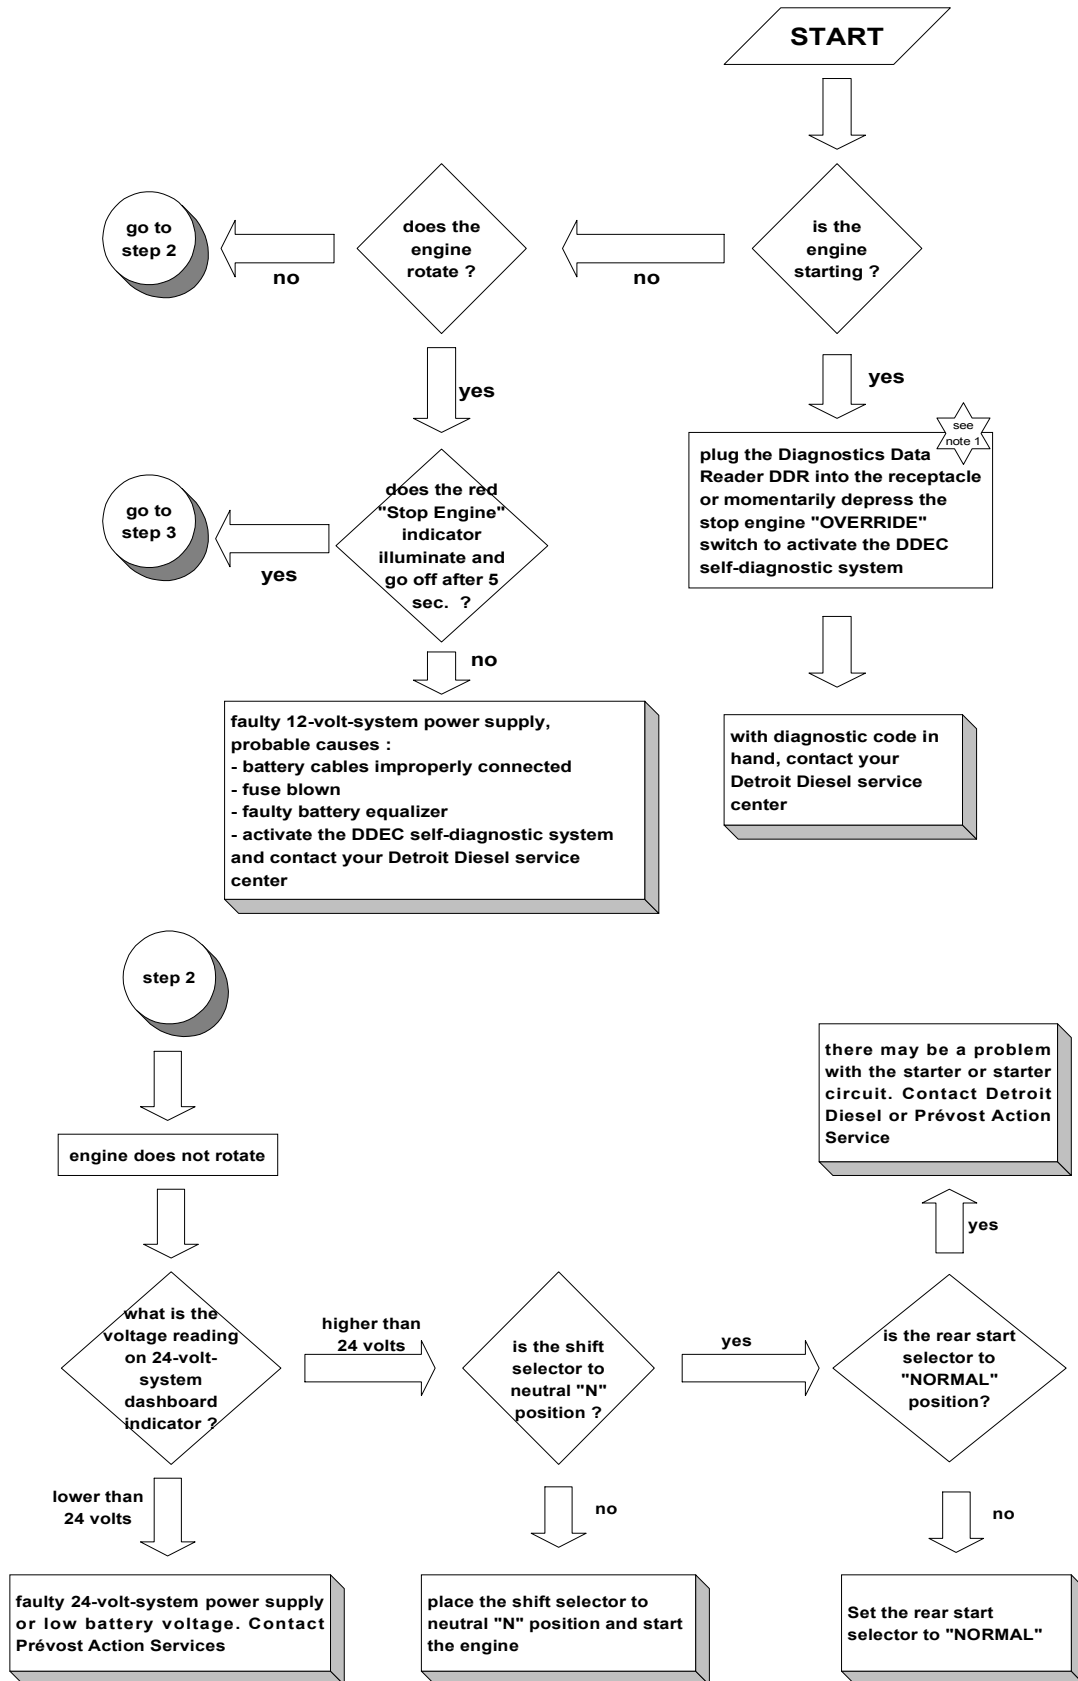 START
is the
engine
starting ?
no
does the
engine
rotate ?
no
go to
step 2
yes
yes
see
note 1
plug the Diagnostics Data
Reader DDR into the receptacle
or momentarily depress the
stop engine "OVERRIDE"
switch to activate the DDEC
self-diagnostic system
does the red
"Stop Engine"
indicator
illuminate and
go off after 5
sec. ?
yes
go to
step 3
no
faulty 12-volt-system power supply,
probable causes :
- battery cables improperly connected
- fuse blown
- faulty battery equalizer
- activate the DDEC self-diagnostic system
and contact your Detroit Diesel service
center
with diagnostic code in
hand, contact your
Detroit Diesel service
center
step 2
engine does not rotate
what is the
voltage reading
on 24-volt-
system
dashboard
indicator ?
higher than
24 volts
is the shift
selector to
neutral "N"
position ?
yes
is the rear start
selector to
"NORMAL"
position?
yes
there may be a problem
with the starter or starter
circuit. Contact Detroit
Diesel or Prévost Action
Service
lower than
24 volts
no
no
faulty 24-volt-system power supply
or low battery voltage. Contact
Prévost Action Services
place the shift selector to
neutral "N" position and start
the engine
Set the rear start
selector to "NORMAL"